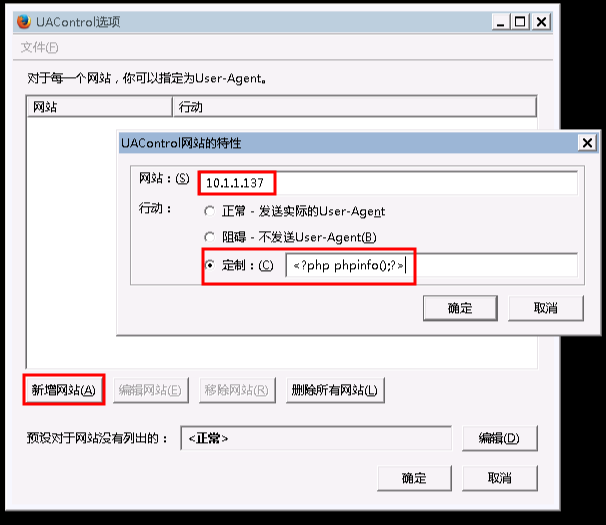 UAControl选项
文件(F)
对于每一个网站，你可以指定为User-Agent。
网站 行动
UAControl网站的特性
网站：(S) 10.1.1.137
行动：
正常 - 发送实际的User-Agent
阻碍 - 不发送User-Agent(B)
定制：(C) <?php phpinfo();?>
确定 取消
新增网站(A) 编辑网站(E) 移除网站(R) 删除所有网站(L)
预设对于网站没有列出的： <正常> 编辑(D)
确定 取消